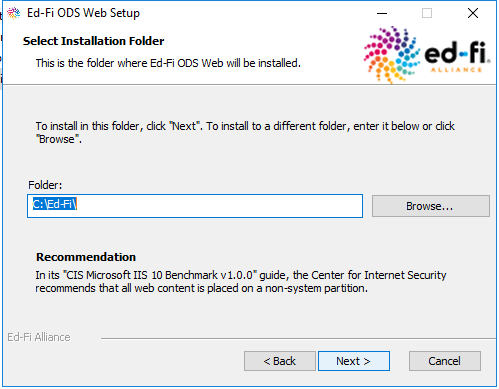 Ed-Fi ODS Web Setup
Select Installation Folder
This is the folder where Ed-Fi ODS Web will be installed.
ed-fi
ALLIANCE
To install in this folder, click "Next". To install to a different folder, enter it below or click
"Browse".
Folder:
C:\Ed-Fi\
Browse...
Recommendation
In its "CIS Microsoft IIS 10 Benchmark v1.0.0" guide, the Center for Internet Security
recommends that all web content is placed on a non-system partition.
Ed-Fi Alliance
< Back
Next >
Cancel